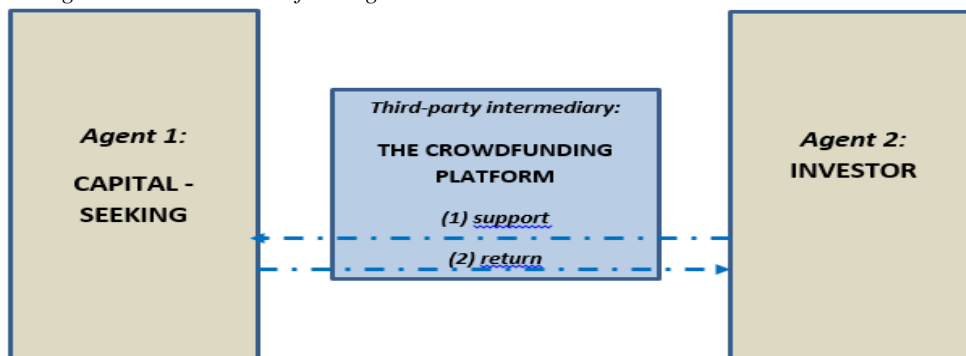 Agent 1:
CAPITAL -
SEEKING
Third-party intermediary:
THE CROWDFUNDING
PLATFORM
(1) support
(2) return
Agent 2:
INVESTOR